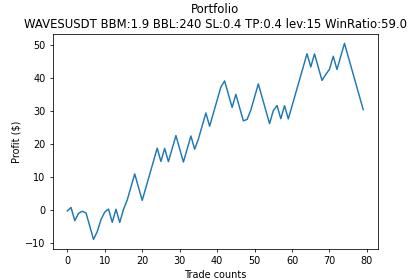 Portfolio
WAVESUSDT BBM:1.9 BBL:240 SL:0.4 TP:0.4 lev:15 WinRatio:59.0
50
40
30
20
10
0
−10
Profit ($)
0 10 20 30 40 50 60 70 80
Trade counts